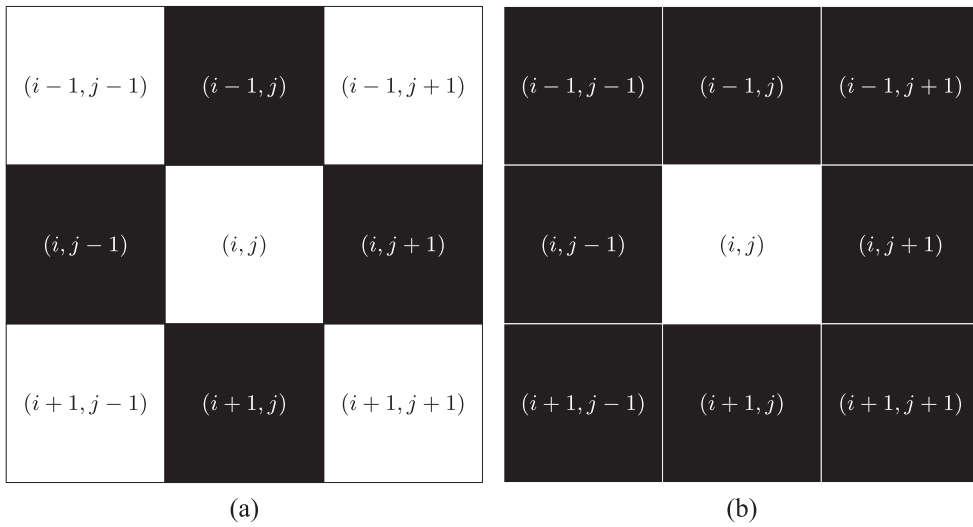 (i − 1, j − 1) (i − 1, j) (i − 1, j + 1) (i − 1, j − 1) (i − 1, j) (i − 1, j + 1)
(i, j − 1) (i, j) (i, j + 1) (i, j − 1) (i, j) (i, j + 1)
(i + 1, j − 1) (i + 1, j) (i + 1, j + 1) (i + 1, j − 1) (i + 1, j) (i + 1, j + 1)
(a) (b)